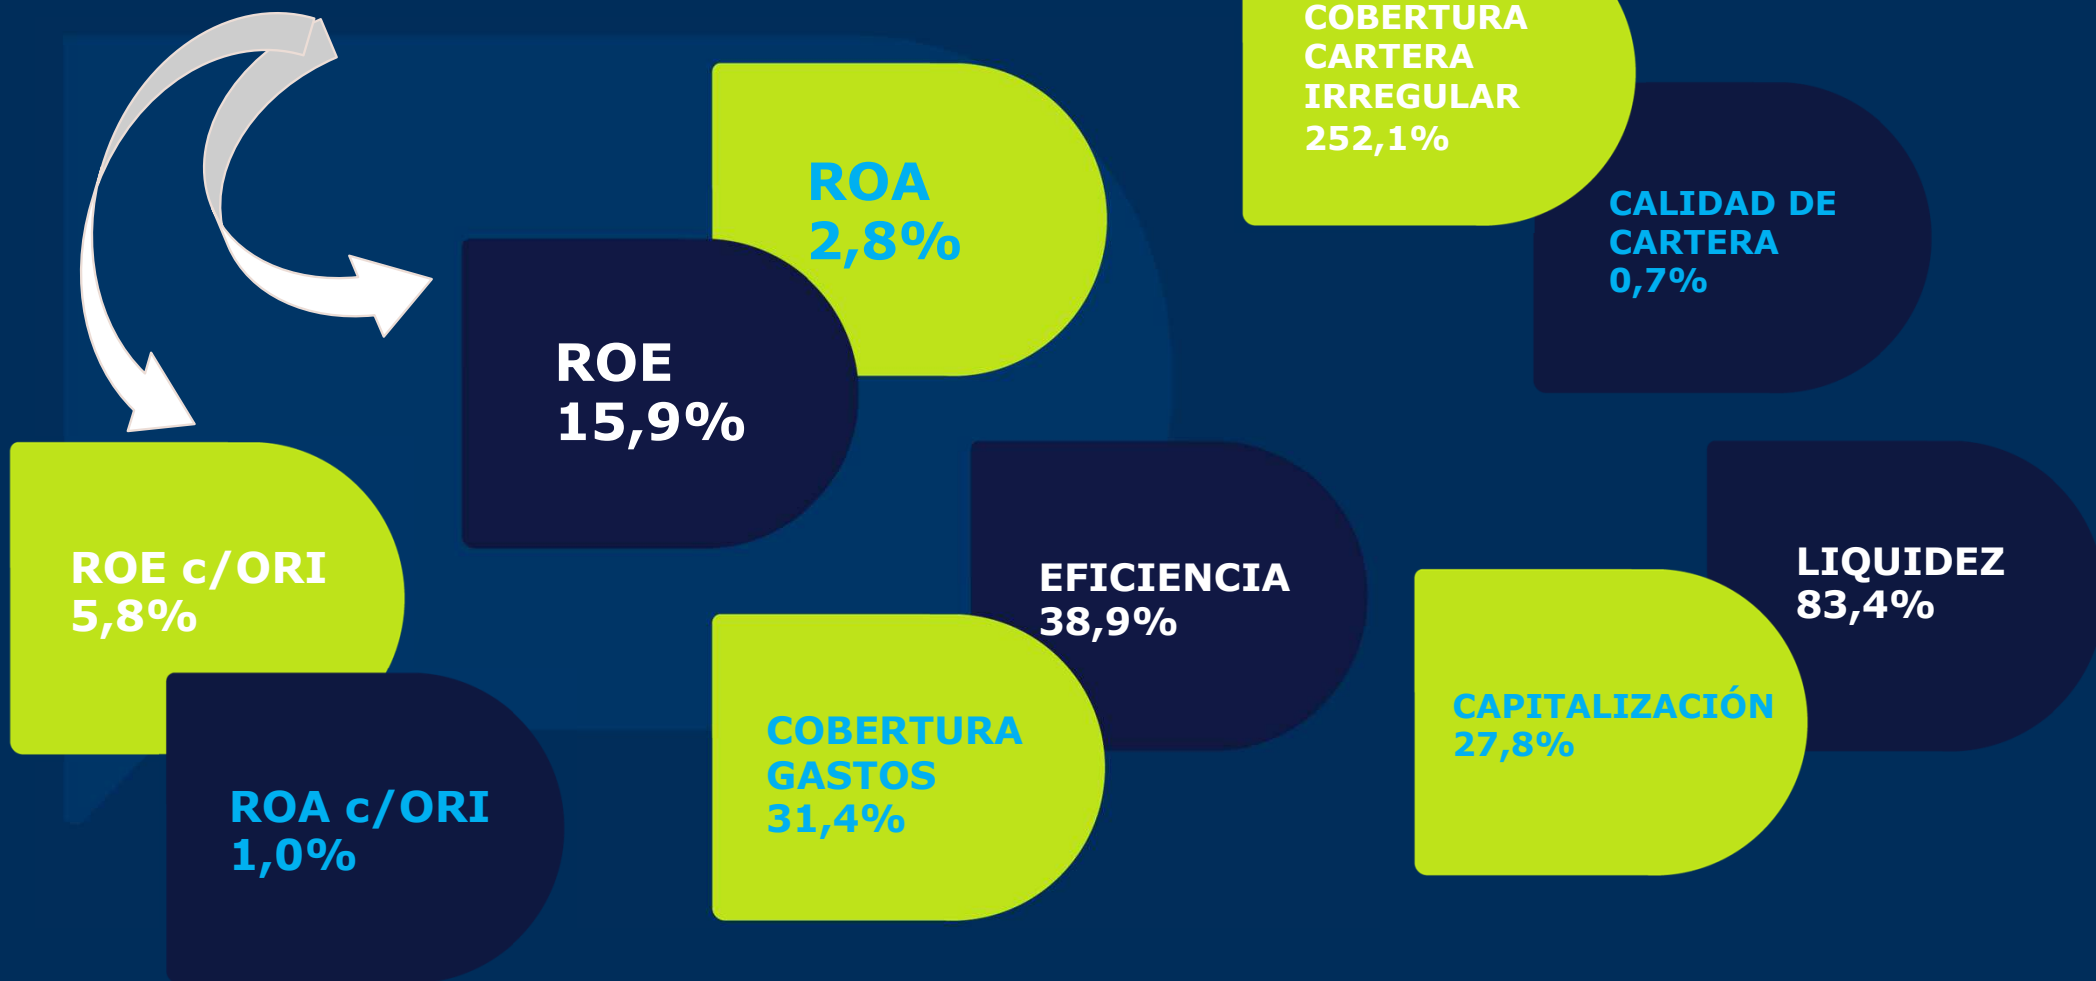 COBERTURA
CARTERA
IRREGULAR
252,1%
ROA
2,8%
CALIDAD DE
CARTERA
0,7%
ROE
15,9%
ROE c/ORI
5,8%
EFICIENCIA
38,9%
LIQUIDEZ
83,4%
CAPITALIZACIÓN
27,8%
COBERTURA
GASTOS
31,4%
ROA c/ORI
1,0%